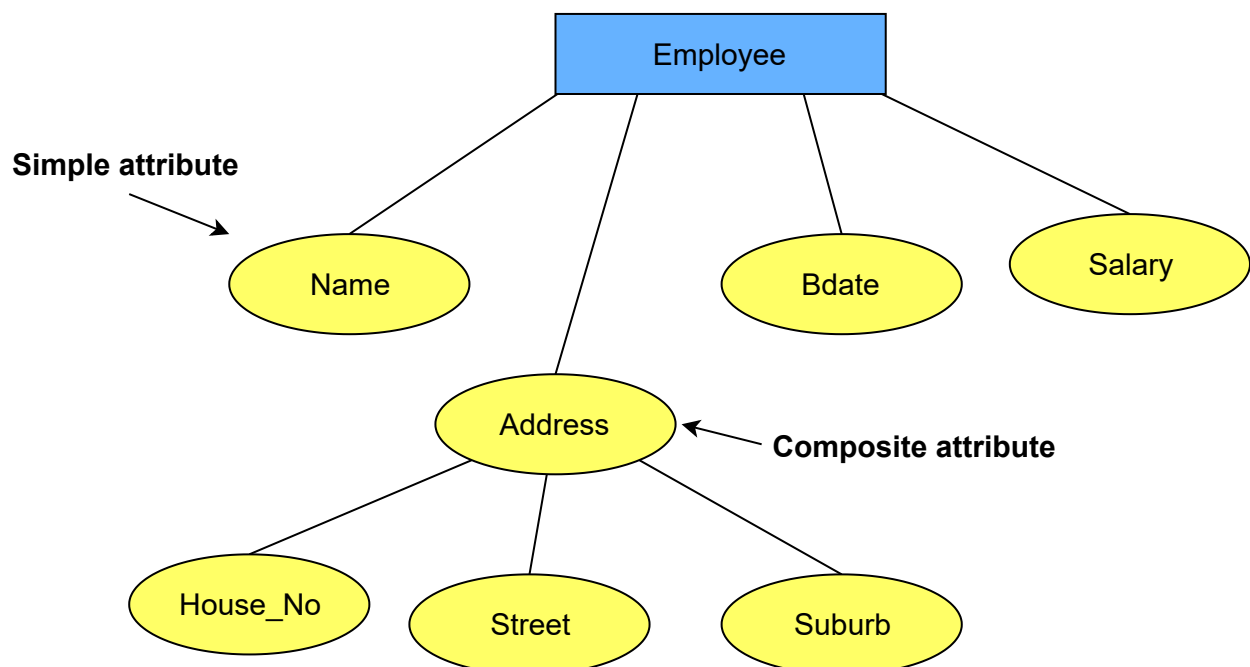 Employee
Simple attribute
Name
Bdate
Salary
Address
Composite attribute
House_No
Street
Suburb